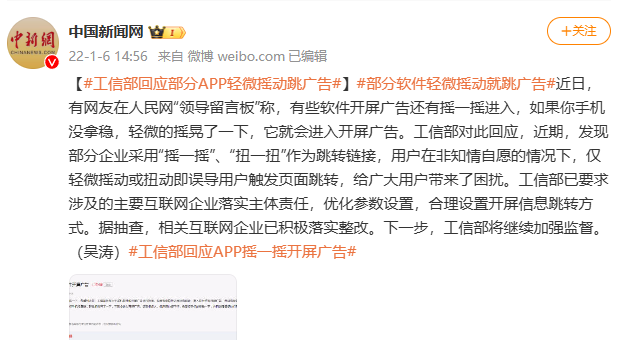 中新網
CHINANEWS.COM
中国新闻网
1
+关注
22-1-6 14:56 来自 微博 weibo.com 已编辑
【#工信部回应部分APP轻微摇动跳广告#】#部分软件轻微摇动就跳广告#近日，
有网友在人民网“领导留言板”称，有些软件开屏广告还有摇一摇进入，如果你手机
没拿稳，轻微的摇晃了一下，它就会进入开屏广告。工信部对此回应，近期，发现
部分企业采用“摇一摇”、“扭一扭”作为跳转链接，用户在非知情自愿的情况下，仅
轻微摇动或扭动即误导用户触发页面跳转，给广大用户带来了困扰。工信部已要求
涉及的主要互联网企业落实主体责任，优化参数设置，合理设置开屏信息跳转方
式。据抽查，相关互联网企业已积极落实整改。下一步，工信部将继续加强监督。
（吴涛）#工信部回应APP摇一摇开屏广告#